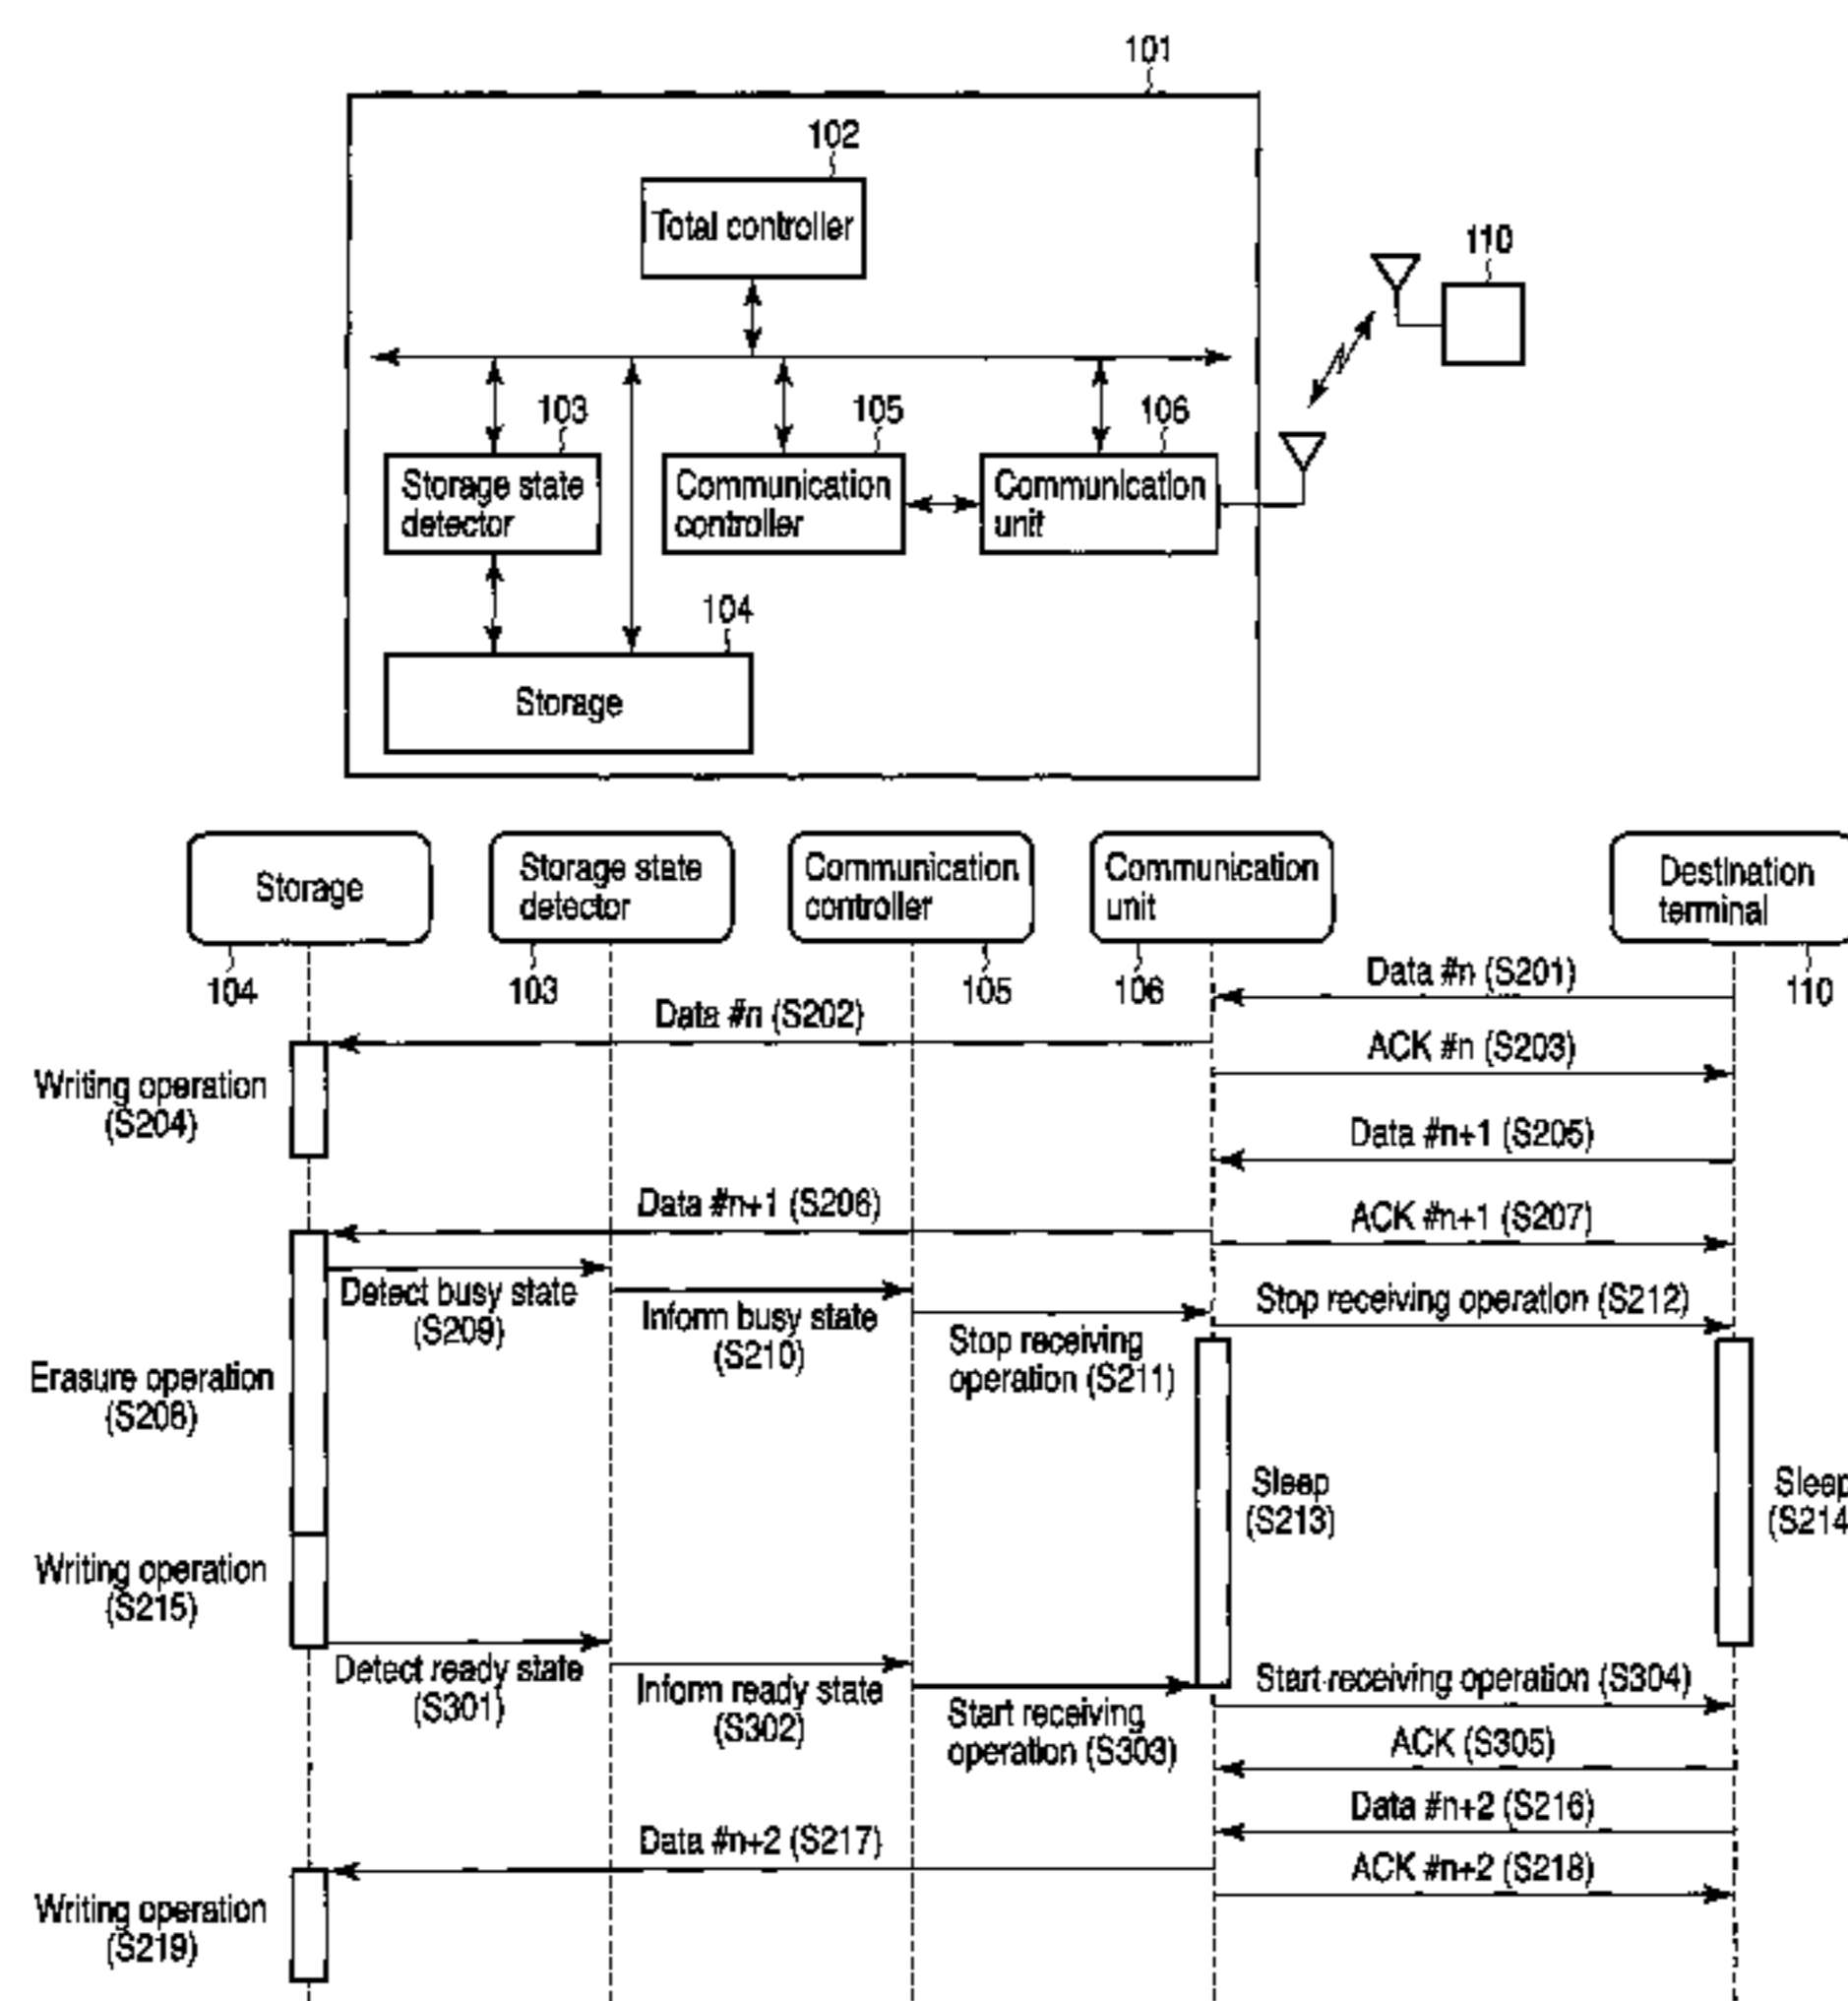 101
102
Total controller
110
103
105
106
Storage state
detector
Communication
controller
Communication
unit
104
Storage
Storage
Storage state
detector
Communication
controller
Communication
unit
Destination
terminal
104
103
105
106
110
Data #n (S201)
Data #n (S202)
ACK #n (S203)
Writing operation
(S204)
Data #n+1 (S205)
Data #n+1 (S206)
ACK #n+1 (S207)
Detect busy state
(S209)
Inform busy state
(S210)
Stop receiving
operation (S211)
Stop receiving operation (S212)
Erasure operation
(S208)
Sleep
(S213)
Sleep
(S214
Writing operation
(S215)
Detect ready state
(S301)
Inform ready state
(S302)
Start receiving
operation (S303)
Start receiving operation (S304)
ACK (S305)
Data #n+2 (S216)
Data #n+2 (S217)
ACK #n+2 (S218)
Writing operation
(S219)